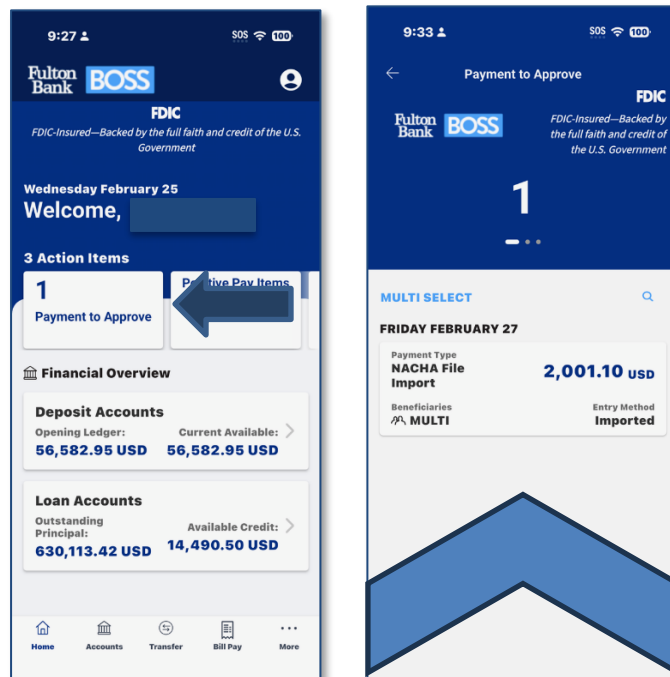 9:27
SOS
100
Fulton
Bank
BOSS
FDIC
FDIC-Insured—Backed by the full faith and credit of the U.S.
Government
Wednesday February 25
Welcome,
3 Action Items
1
Payment to Approve
Pay Items
Financial Overview
Deposit Accounts
Opening Ledger:
Current Available:
56,582.95 USD
56,582.95 USD
Loan Accounts
Outstanding
Principal:
Available Credit:
630,113.42 USD
14,490.50 USD
Home
Accounts
Transfer
Bill Pay
More
9:33
SOS
100
Payment to Approve
FDIC
Fulton
Bank
BOSS
FDIC-Insured—Backed by
the full faith and credit of
the U.S. Government
1
MULTI SELECT
FRIDAY FEBRUARY 27
Payment Type
NACHA File
Import
2,001.10 USD
Beneficiaries
Entry Method
MULTI
Imported